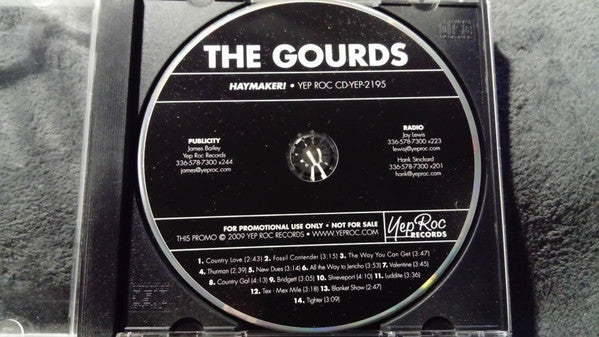 THE GOURDS
HAYMAKER! • YEP ROC CD-YEP-2195
PUBLICITY
James Bailey
Yep Roc Records
336-578-7300 x244
james@yeproc.com
RADIO
Jay Lewis
336-578-7300 x223
lewisj@yeproc.com
Hank Stockard
336-578-7300 x201
hank@yeproc.com
FOR PROMOTIONAL USE ONLY • NOT FOR SALE
THIS PROMO © 2009 YEP ROC RECORDS • WWW.YEPROC.COM
Yep Roc
RECORDS
1. Country Love (2:43) 2. Fossil Contender (3:15) 3. The Way You Can Get (3:47)
4. Thurman (2:39) 5. New Dues (3:14) 6. All the Way to Jericho (3:53) 7. Valentine (3:45)
8. Country Gal (4:13) 9. Bridgett (3:05) 10. Shreveport (4:10) 11. Luddite (3:36)
12. Tex - Mex Mile (3:18) 13. Blanket Show (2:47)
14. Tighter (3:09)